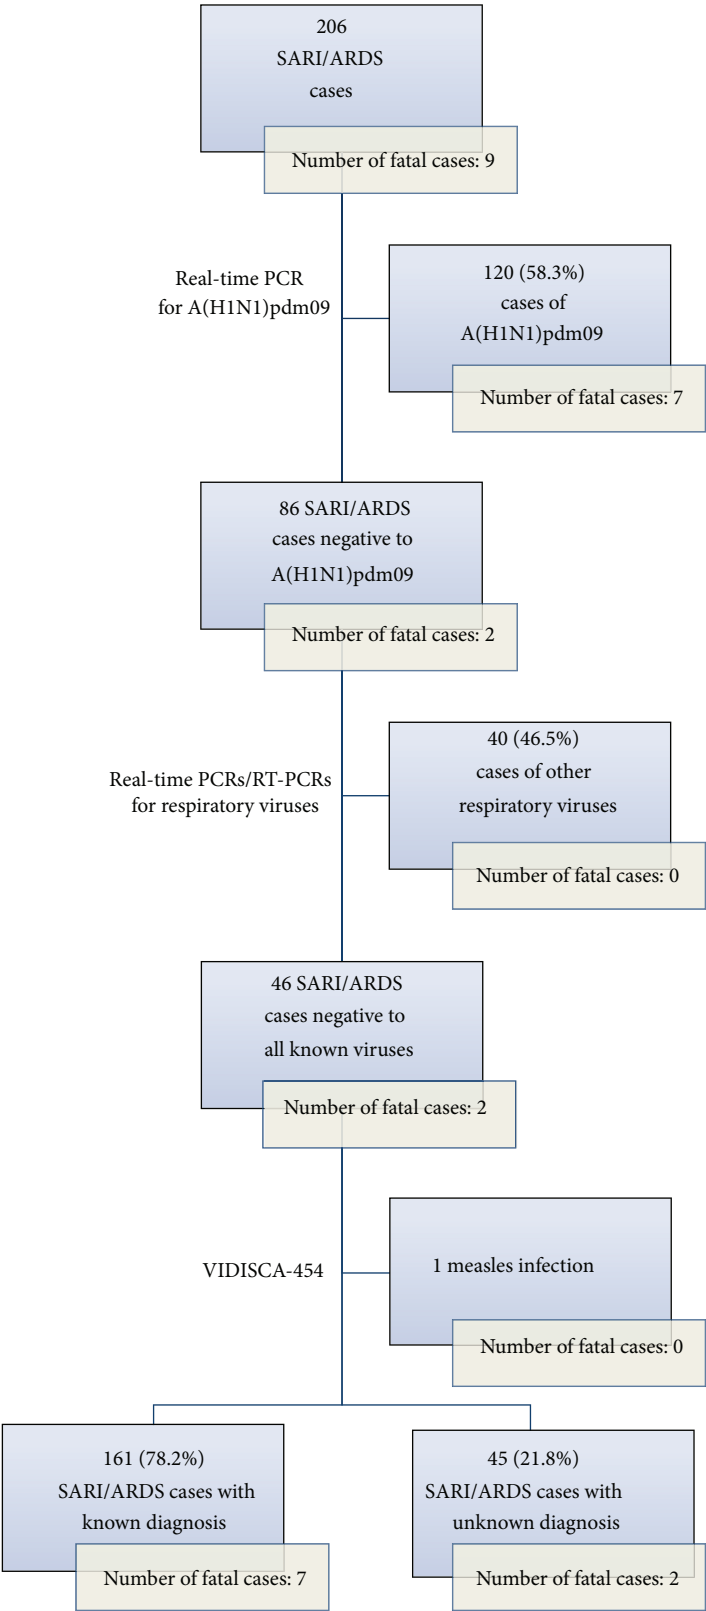 206
SARI/ARDS
cases
Number of fatal cases: 9
Real-time PCR
for A(H1N1)pdm09
120 (58.3%)
cases of
A(H1N1)pdm09
Number of fatal cases: 7
86 SARI/ARDS
cases negative to
A(H1N1)pdm09
Number of fatal cases: 2
Real-time PCRs/RT-PCRs
for respiratory viruses
40 (46.5%)
cases of other
respiratory viruses
Number of fatal cases: 0
46 SARI/ARDS
cases negative to
all known viruses
Number of fatal cases: 2
VIDISCA-454
1 measles infection
Number of fatal cases: 0
161 (78.2%)
SARI/ARDS cases with
known diagnosis
Number of fatal cases: 7
45 (21.8%)
SARI/ARDS cases with
unknown diagnosis
Number of fatal cases: 2